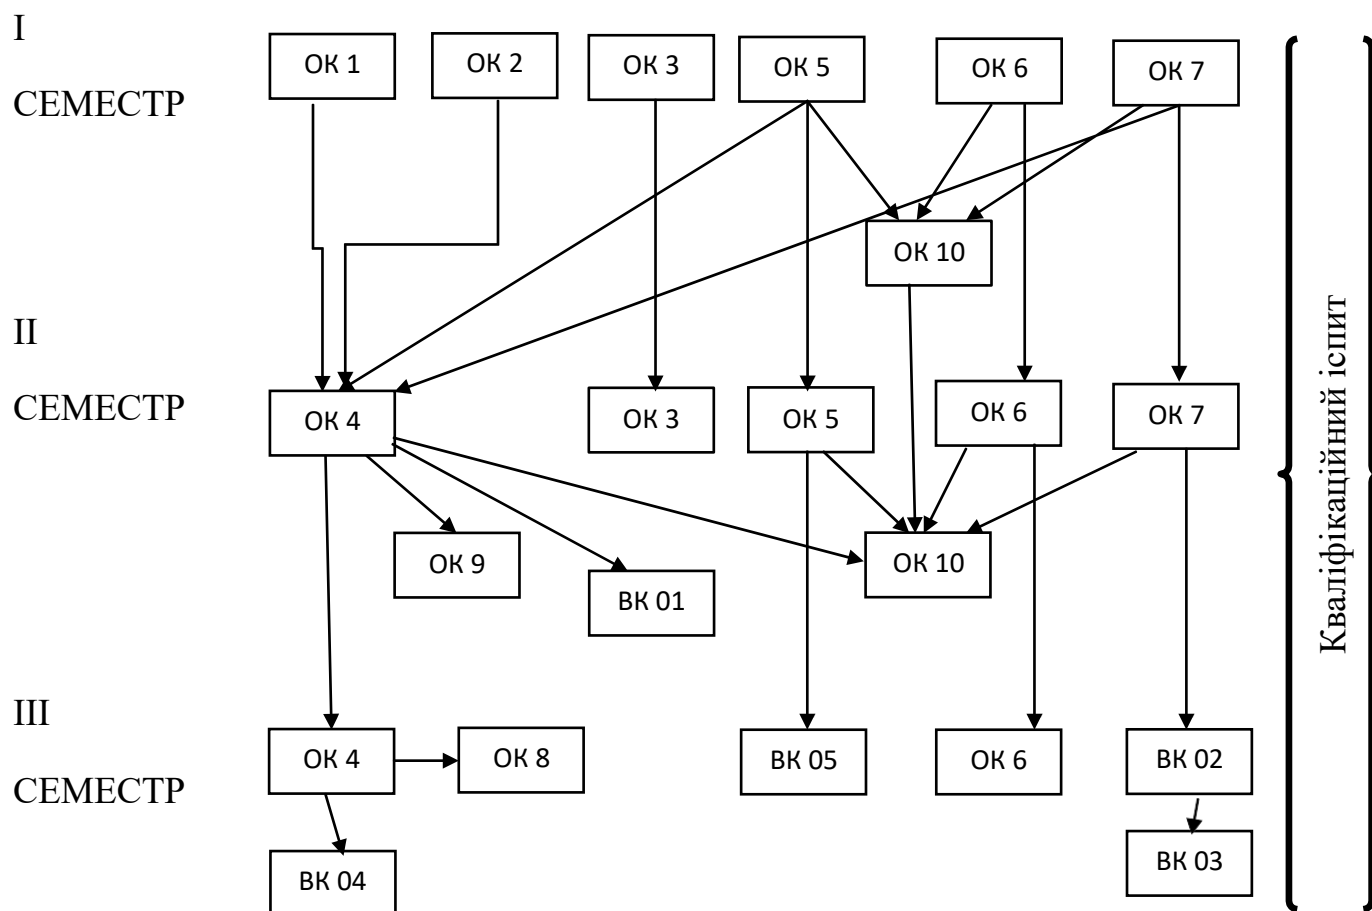 I
СЕМЕСТР
ОК 1
ОК 2
ОК 3
ОК 5
ОК 6
ОК 7
ОК 10
II
СЕМЕСТР
ОК 4
ОК 3
ОК 5
ОК 6
ОК 7
ОК 9
ВК 01
ОК 10
III
СЕМЕСТР
ОК 4
ОК 8
ВК 05
ОК 6
ВК 02
ВК 04
ВК 03
Кваліфікаційний іспит